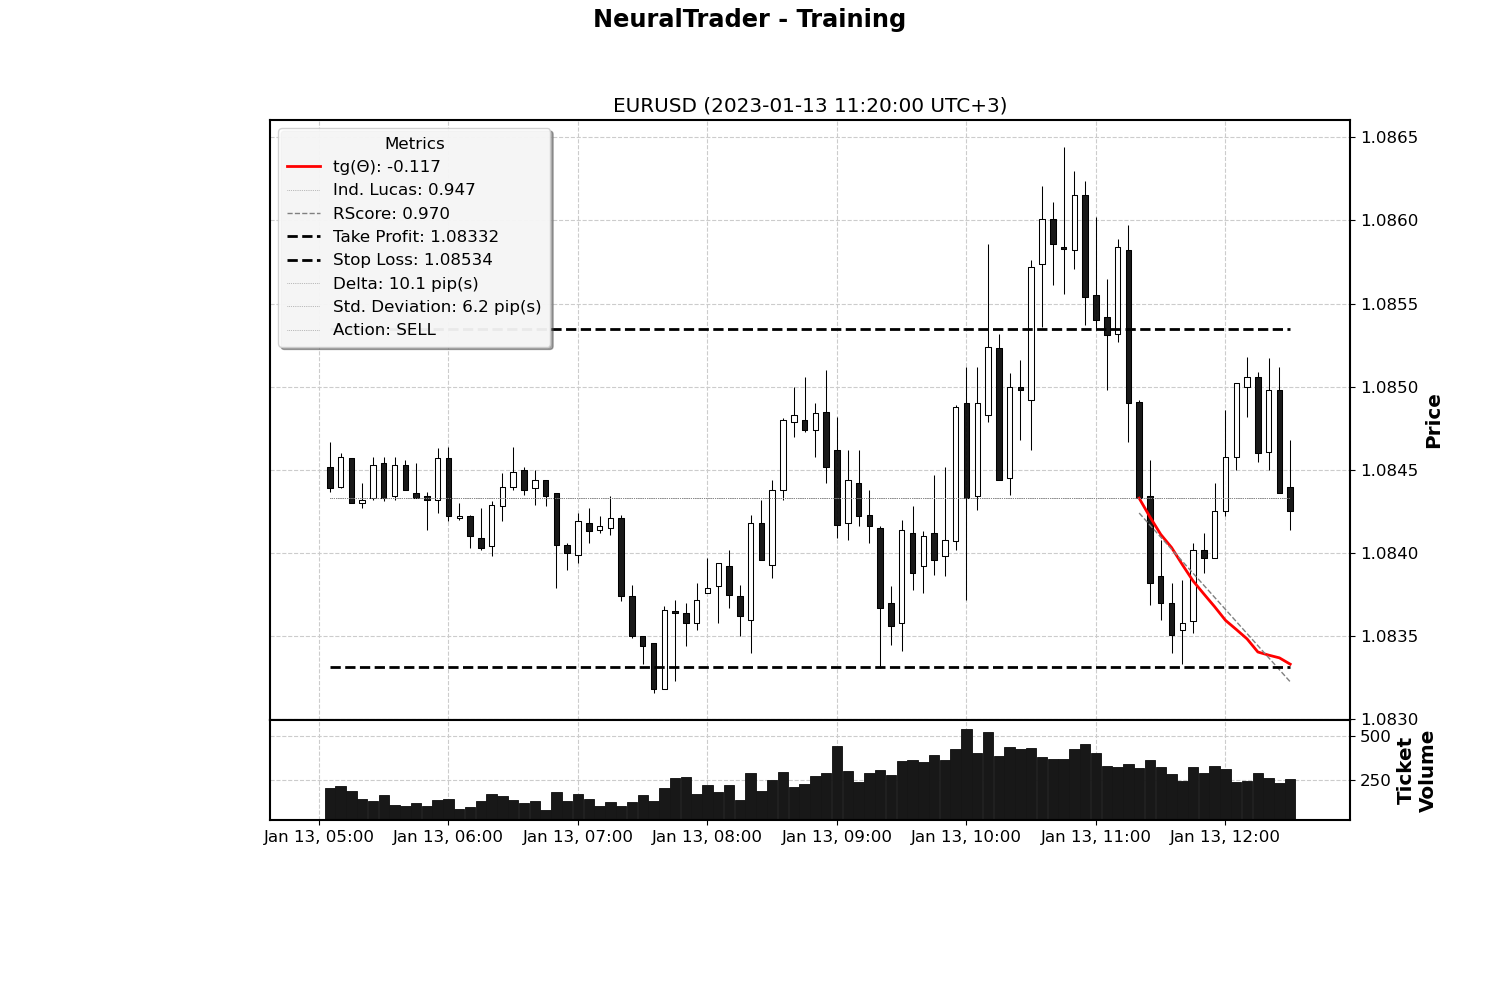 NeuralTrader - Training
EURUSD (2023-01-13 11:20:00 UTC+3)
Metrics
tg(Θ): -0.117
Ind. Lucas: 0.947
RScore: 0.970
Take Profit: 1.08332
Stop Loss: 1.08534
Delta: 10.1 pip(s)
Std. Deviation: 6.2 pip(s)
Action: SELL
1.0865
1.0860
1.0855
1.0850
1.0845
1.0840
1.0835
1.0830
Price
500
250
Ticket
Volume
Jan 13, 05:00
Jan 13, 06:00
Jan 13, 07:00
Jan 13, 08:00
Jan 13, 09:00
Jan 13, 10:00
Jan 13, 11:00
Jan 13, 12:00